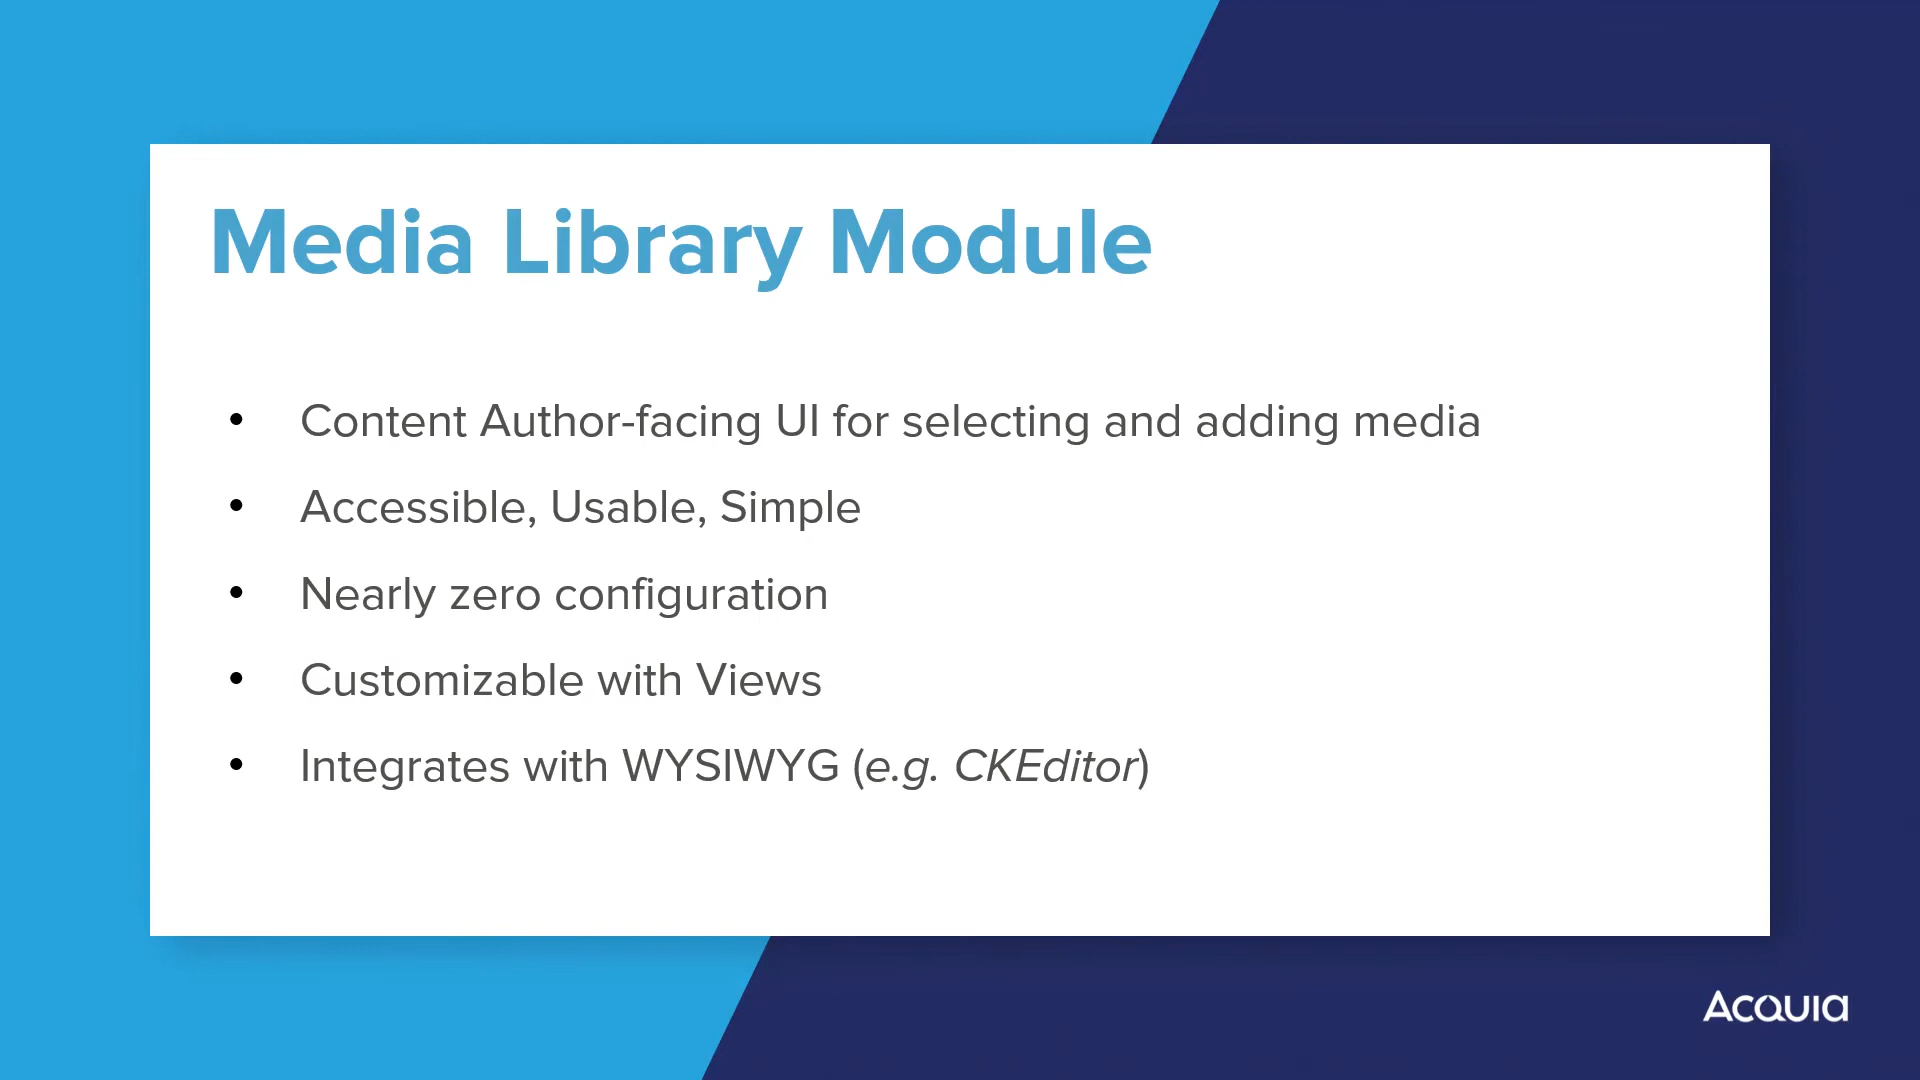 Media Library Module
• Content Author-facing UI for selecting and adding media
• Accessible, Usable, Simple
• Nearly zero configuration
• Customizable with Views
• Integrates with WYSIWYG (e.g. CKEditor)
ACQUIA